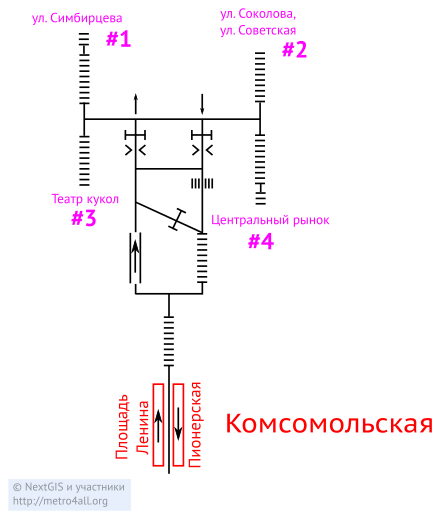 ул. Симбирцева
#1
ул. Соколова,
ул. Советская
#2
Театр кукол
#3
Центральный рынок
#4
Площадь
Ленина
Пионерская
Комсомольская
© NextGIS и участники
http://metro4all.org